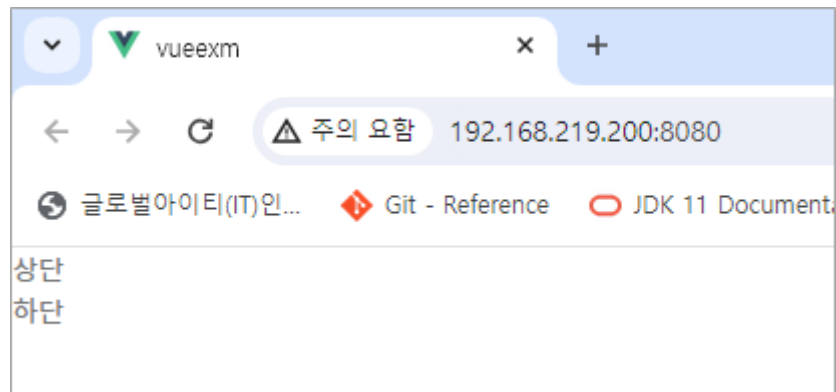 vueexm
주의 요함 192.168.219.200:8080
글로벌아이티(IT)인... Git - Reference JDK 11 Documenta
상단
하단